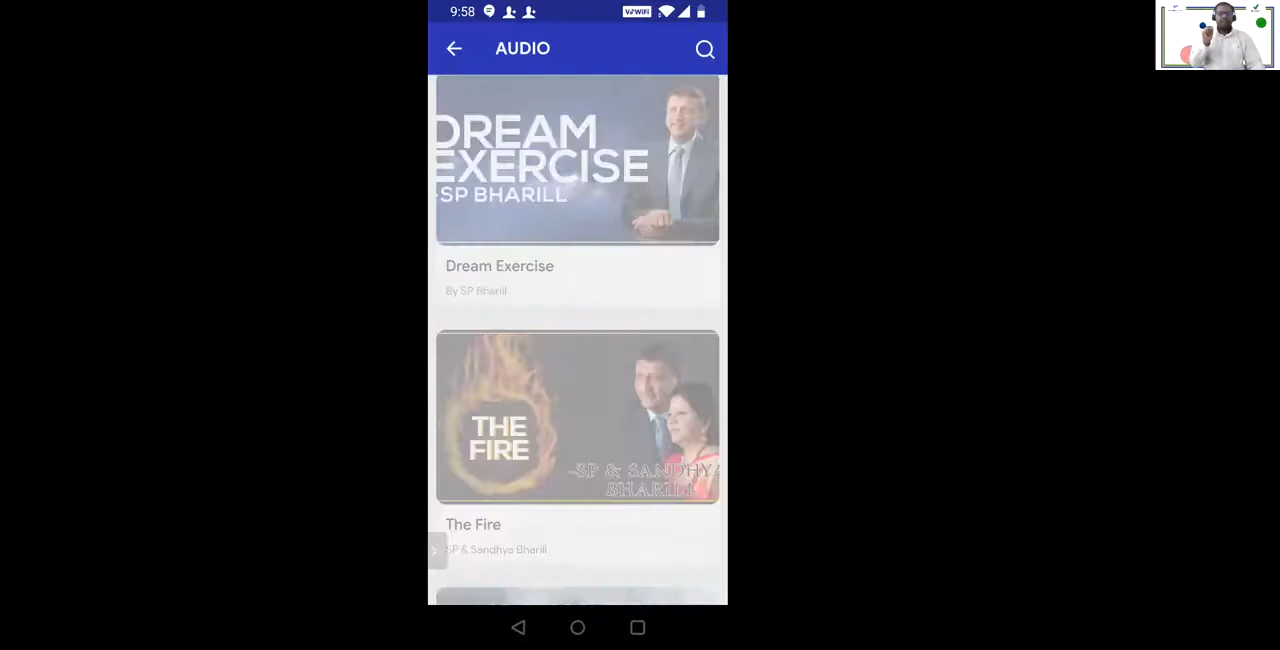 9:58
VoWiFi
AUDIO
DREAM
EXERCISE
-SP BHARILL
Dream Exercise
By SP Bharill
THE
FIRE
-SP & SANDHYA
BHARILL
The Fire
SP & Sandhya Bharill